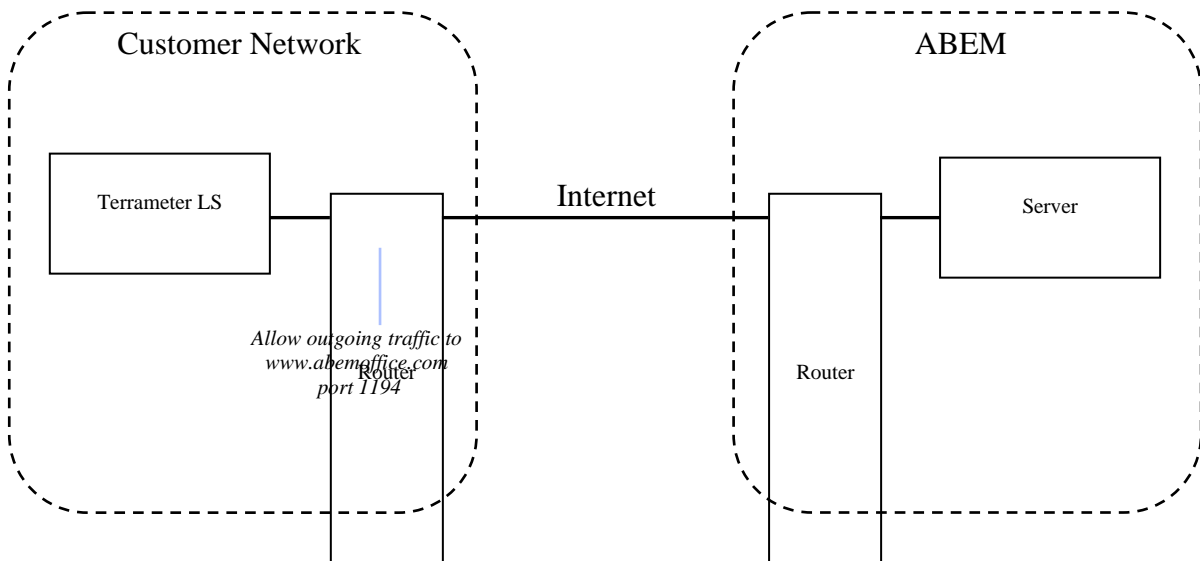 Customer Network
ABEM
Terrameter LS
Internet
Server
Allow outgoing traffic to
www.abemoffice.com
port 1194
Router
Router